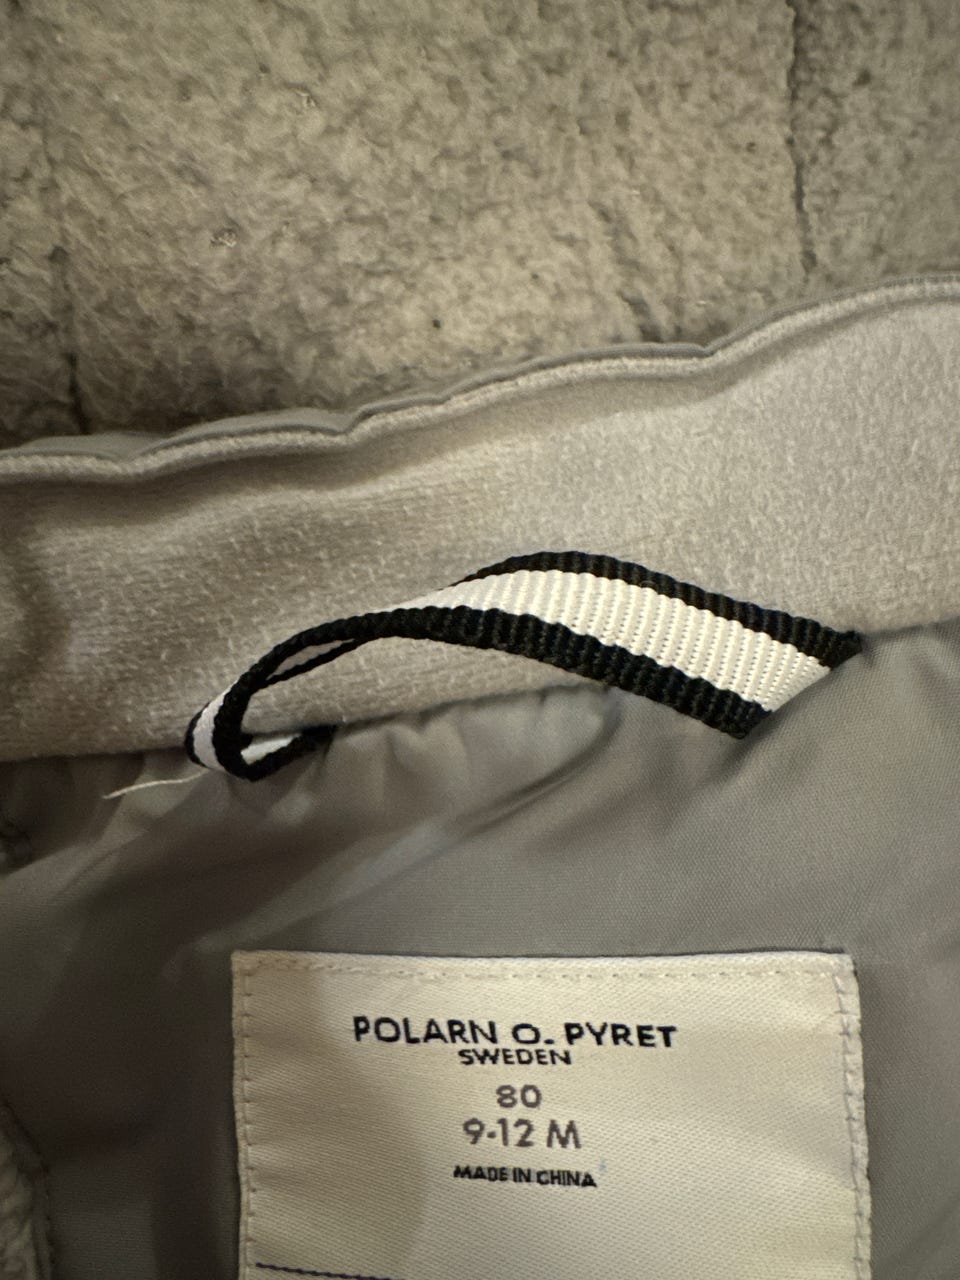 POLARN O. PYRET
SWEDEN
80
9-12 M
MADE IN CHINA